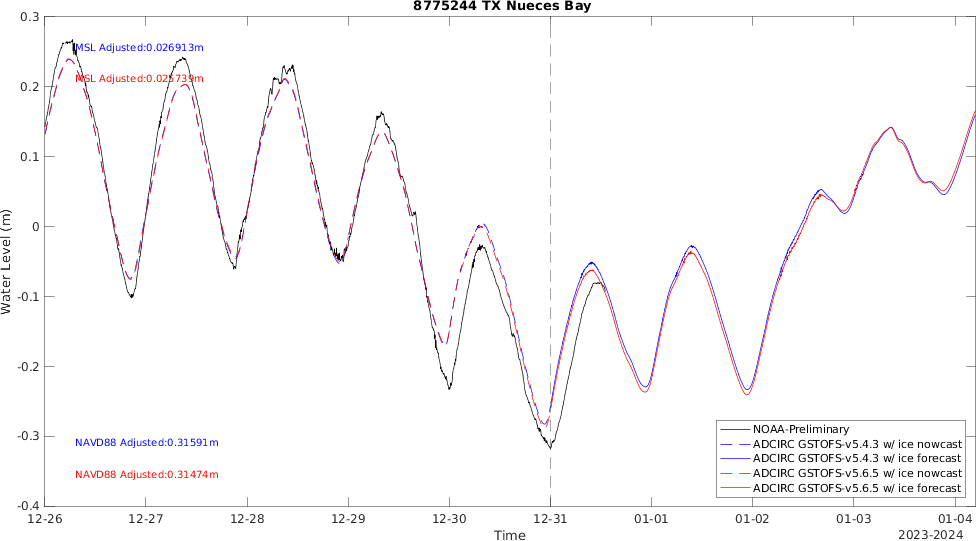 8775244 TX Nueces Bay
0.3
0.2
0.1
0
-0.1
-0.2
-0.3
-0.4
Water Level (m)
MSL Adjusted:0.026913m
MSL Adjusted:0.025739m
NAVD88 Adjusted:0.31591m
NAVD88 Adjusted:0.31474m
NOAA-Preliminary
ADCIRC GSTOFS-v5.4.3 w/ ice nowcast
ADCIRC GSTOFS-v5.4.3 w/ ice forecast
ADCIRC GSTOFS-v5.6.5 w/ ice nowcast
ADCIRC GSTOFS-v5.6.5 w/ ice forecast
12-26 12-27 12-28 12-29 12-30 12-31 01-01 01-02 01-03 01-04
Time
2023-2024